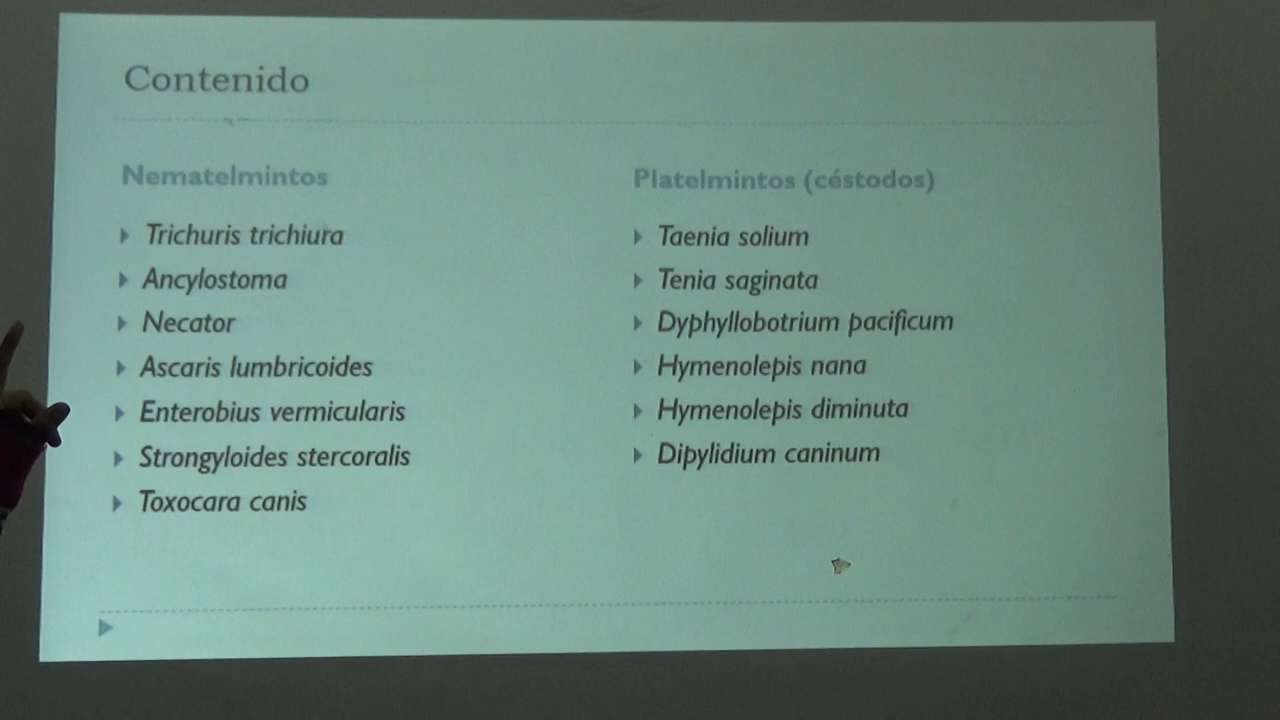 Contenido
Nematelmintos
Trichuris trichiura
Ancylostoma
Necator
Ascaris lumbricoides
Enterobius vermicularis
Strongyloides stercoralis
Toxocara canis
Platelmintos (céstodos)
Taenia solium
Tenia saginata
Dyphyllobotrium pacificum
Hymenolepis nana
Hymenolepis diminuta
Dipylidium caninum